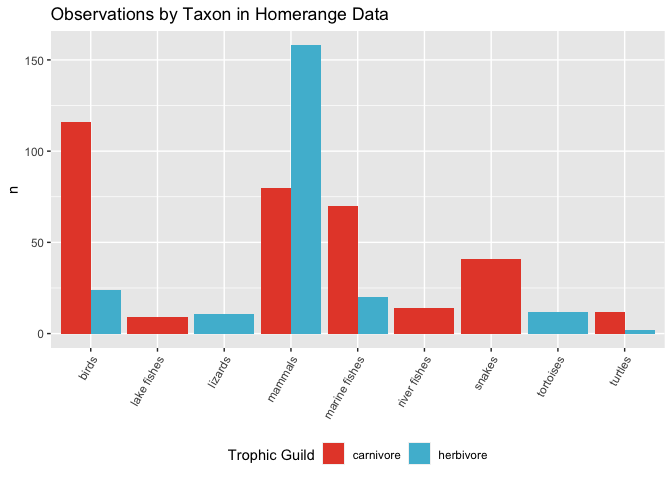 Observations by Taxon in Homerange Data
150
100
50
0
n
birds
lake fishes
lizards
mammals
marine fishes
river fishes
snakes
tortoises
turtles
Trophic Guild carnivore herbivore